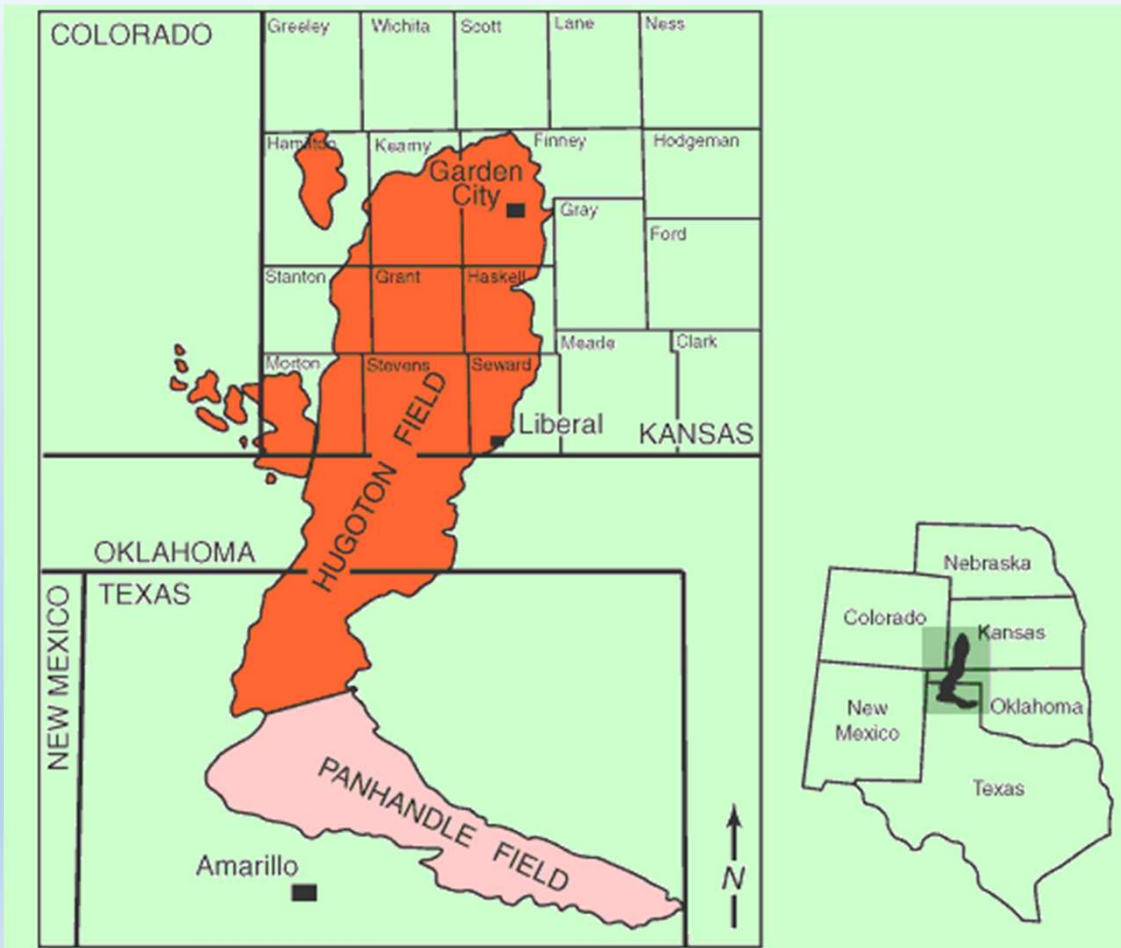 COLORADO
Greeley
Wichita
Scott
Lane
Ness
Hamilton
Kearny
Finney
Hodgeman
Garden
City
Gray
Ford
Stanton
Grant
Haskell
Meade
Clark
Morton
Stevens
Seward
Liberal
KANSAS
HUGOTON FIELD
OKLAHOMA
TEXAS
NEW MEXICO
PANHANDLE FIELD
Amarillo
N
Nebraska
Colorado
Kansas
New
Mexico
Oklahoma
Texas